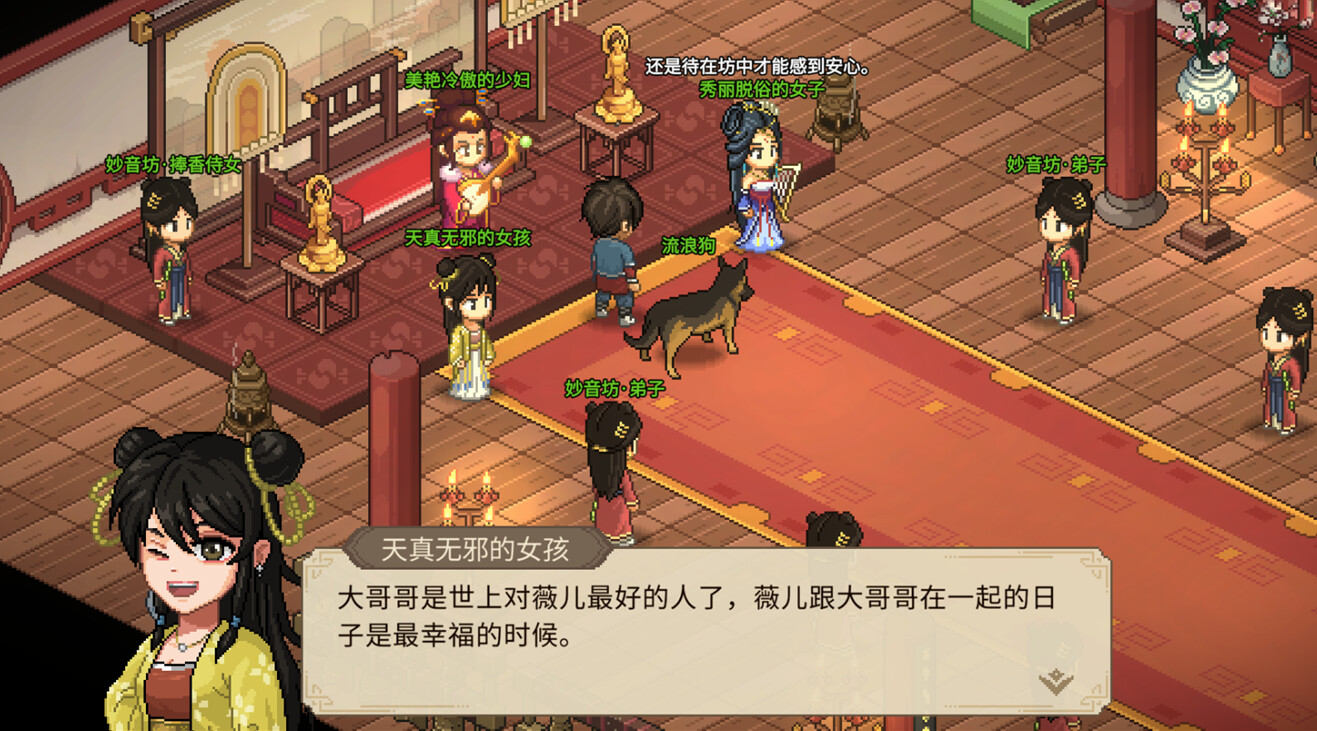 还是待在坊中才能感到安心。
美艳冷傲的少妇
秀丽脱俗的女子
妙音坊·捧香侍女
妙音坊·弟子
天真无邪的女孩
流浪狗
妙音坊·弟子
天真无邪的女孩
大哥哥是世上对薇儿最好的人了，薇儿跟大哥哥在一起的日
子是最幸福的时候。